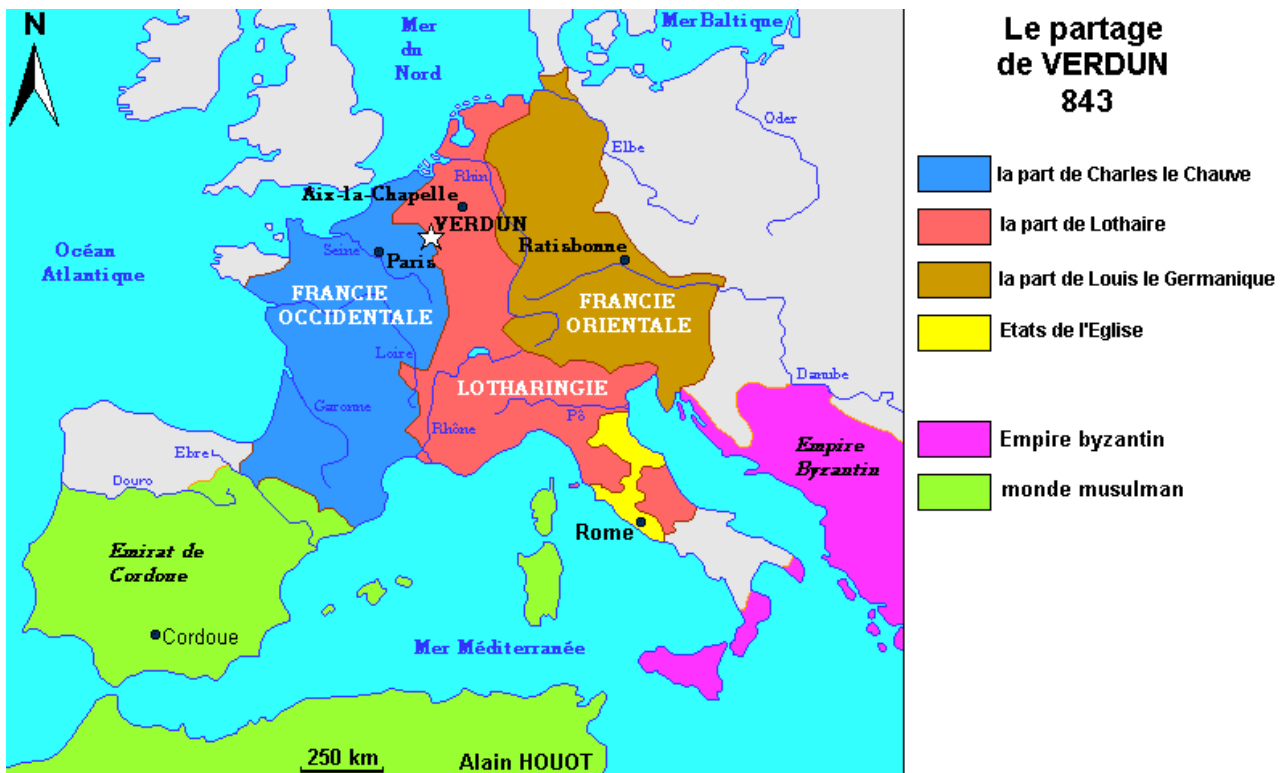 N
Mer
du
Nord
Mer Baltique
Le partage
de VERDUN
843
Oder
Elbe
Rhin
Aix-la-Chapelle
VERDUN
Seine
Paris
Ratisbonne
Océan
Atlantique
FRANCIE
OCCIDENTALE
FRANCIE
ORIENTALE
Loire
LOTHARINGIE
Danube
Garonne
Rhône
Pô
Ebre
Douro
Empire
Byzantin
Rome
Emirat de
Cordoue
Cordoue
Mer Méditerranée
250 km
Alain HOUOT
la part de Charles le Chauve
la part de Lothaire
la part de Louis le Germanique
Etats de l'Eglise
Empire byzantin
monde musulman